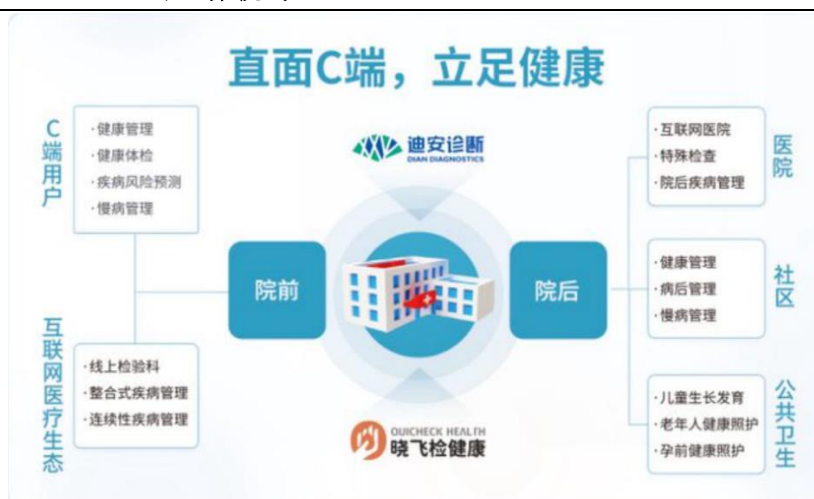 直面C端，立足健康
C端用户
·健康管理
·健康体检
·疾病风险预测
·慢病管理
互联网医疗生态
·线上检验科
·整合式疾病管理
·连续性疾病管理
院前
迪安诊断
DIAN DIAGNOSTICS
QUICHECK HEALTH
晓飞检健康
院后
·互联网医院
·特殊检查
·院后疾病管理
医院
·健康管理
·病后管理
·慢病管理
社区
·儿童生长发育
·老年人健康照护
·孕前健康照护
公共卫生